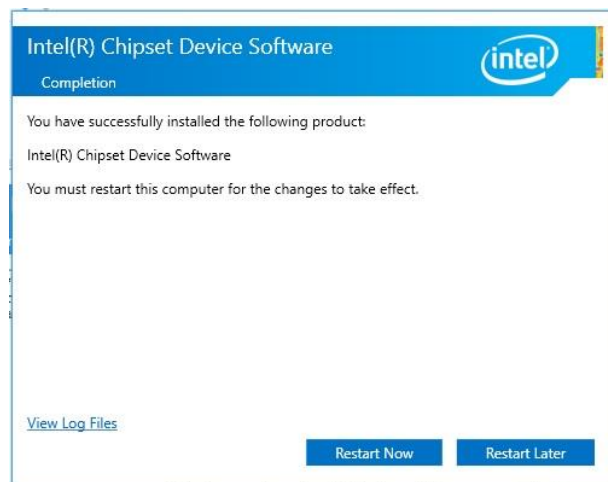 Intel(R) Chipset Device Software
intel
Completion
You have successfully installed the following product:
Intel(R) Chipset Device Software
You must restart this computer for the changes to take effect.
View Log Files
Restart Now
Restart Later